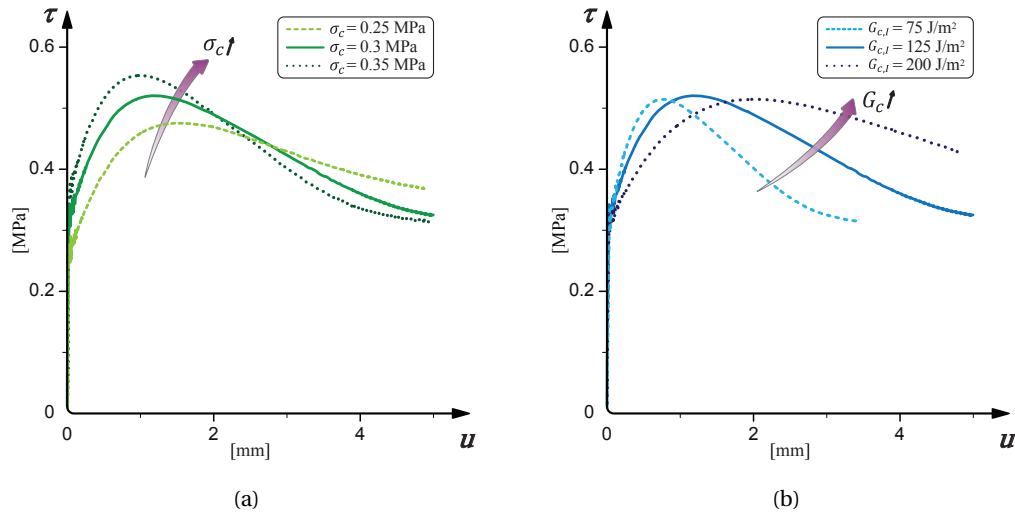 τ
0.6
0.4
0.2
0
[MPa]
0
2
4
[mm]
u
σc = 0.25 MPa
σc = 0.3 MPa
σc = 0.35 MPa
σc
(a)
τ
0.6
0.4
0.2
0
[MPa]
0
2
4
[mm]
u
Gc,I = 75 J/m²
Gc,I = 125 J/m²
Gc,I = 200 J/m²
Gc
(b)